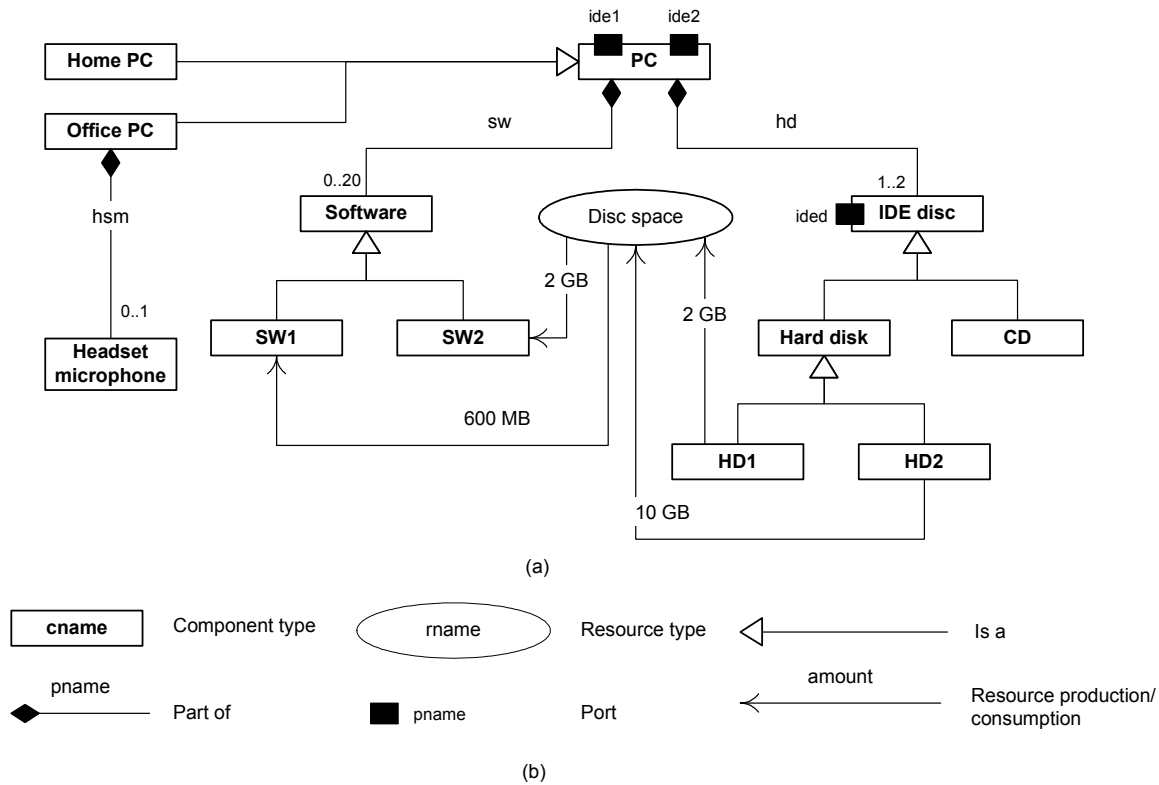 ide1
ide2
Home PC
PC
Office PC
sw
hd
0..20
1..2
hsm
Software
Disc space
ided
IDE disc
2 GB
2 GB
0..1
SW1
SW2
Hard disk
CD
Headset
microphone
600 MB
HD1
HD2
10 GB
(a)
cname
Component type
rname
Resource type
Is a
pname
Part of
pname
Port
amount
Resource production/
consumption
(b)